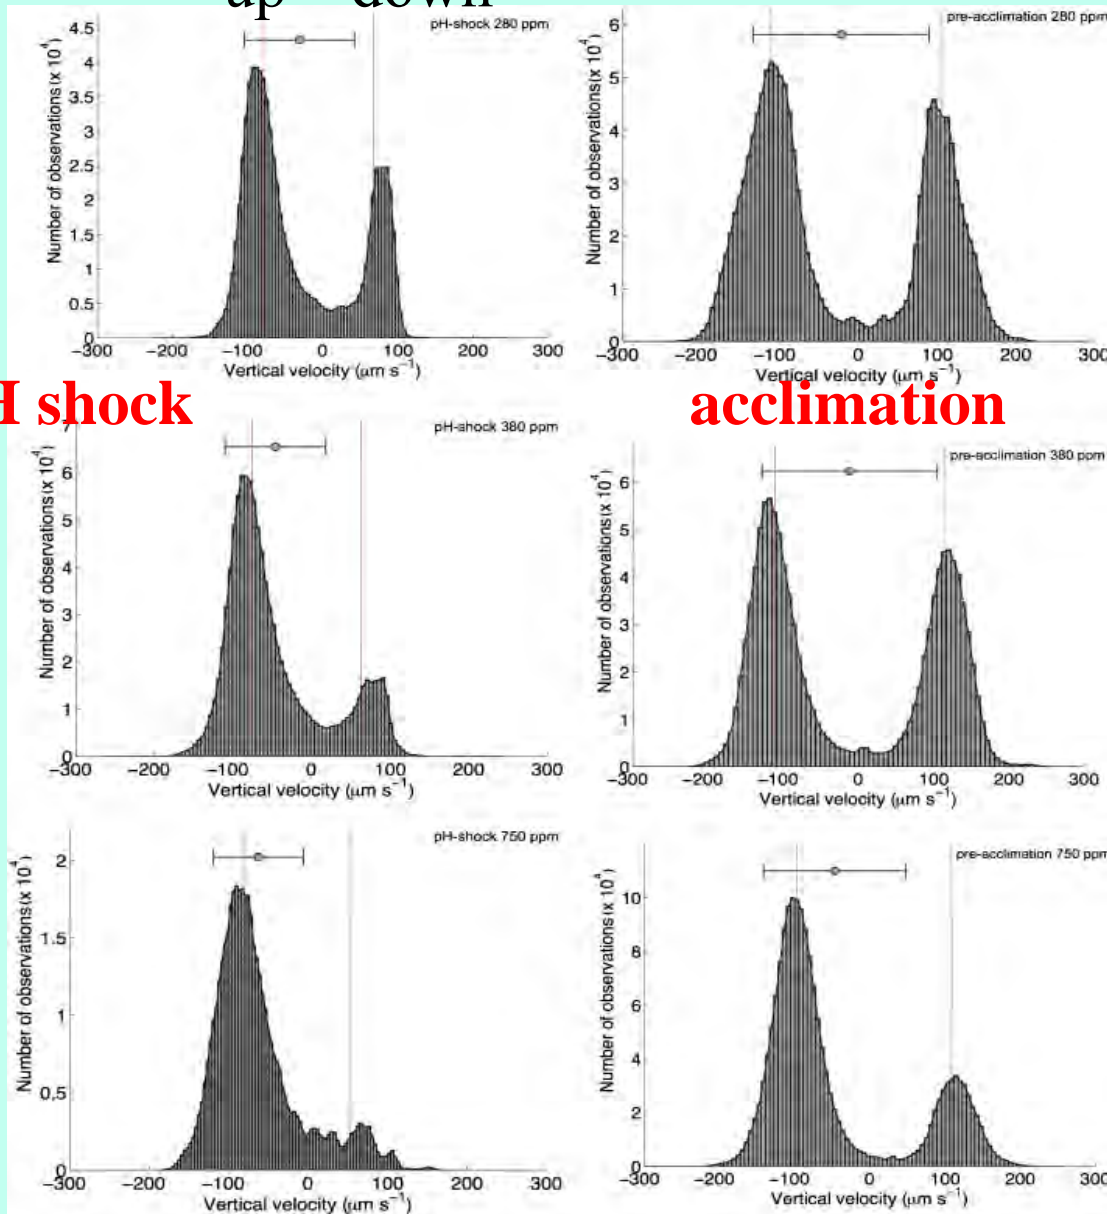 up down
pH-shock 280 ppm
Number of observations (x 10⁴)
4.5
4
3.5
3
2.5
2
1.5
1
0.5
0
−300 −200 −100 0 100 200 300
Vertical velocity (μm s⁻¹)
pre-acclimation 280 ppm
Number of observations (x 10⁴)
6
5
4
3
2
1
0
−300 −200 −100 0 100 200 300
Vertical velocity (μm s⁻¹)
H shock
acclimation
pH-shock 380 ppm
Number of observations (x 10⁴)
7
6
5
4
3
2
1
0
−300 −200 −100 0 100 200 300
Vertical velocity (μm s⁻¹)
pre-acclimation 380 ppm
Number of observations (x 10⁴)
6
5
4
3
2
1
0
−300 −200 −100 0 100 200 300
Vertical velocity (μm s⁻¹)
pH-shock 750 ppm
Number of observations (x 10⁴)
2
1.5
1
0.5
0
−300 −200 −100 0 100 200 300
Vertical velocity (μm s⁻¹)
pre-acclimation 750 ppm
Number of observations (x 10⁴)
10
8
6
4
2
0
−300 −200 −100 0 100 200 300
Vertical velocity (μm s⁻¹)